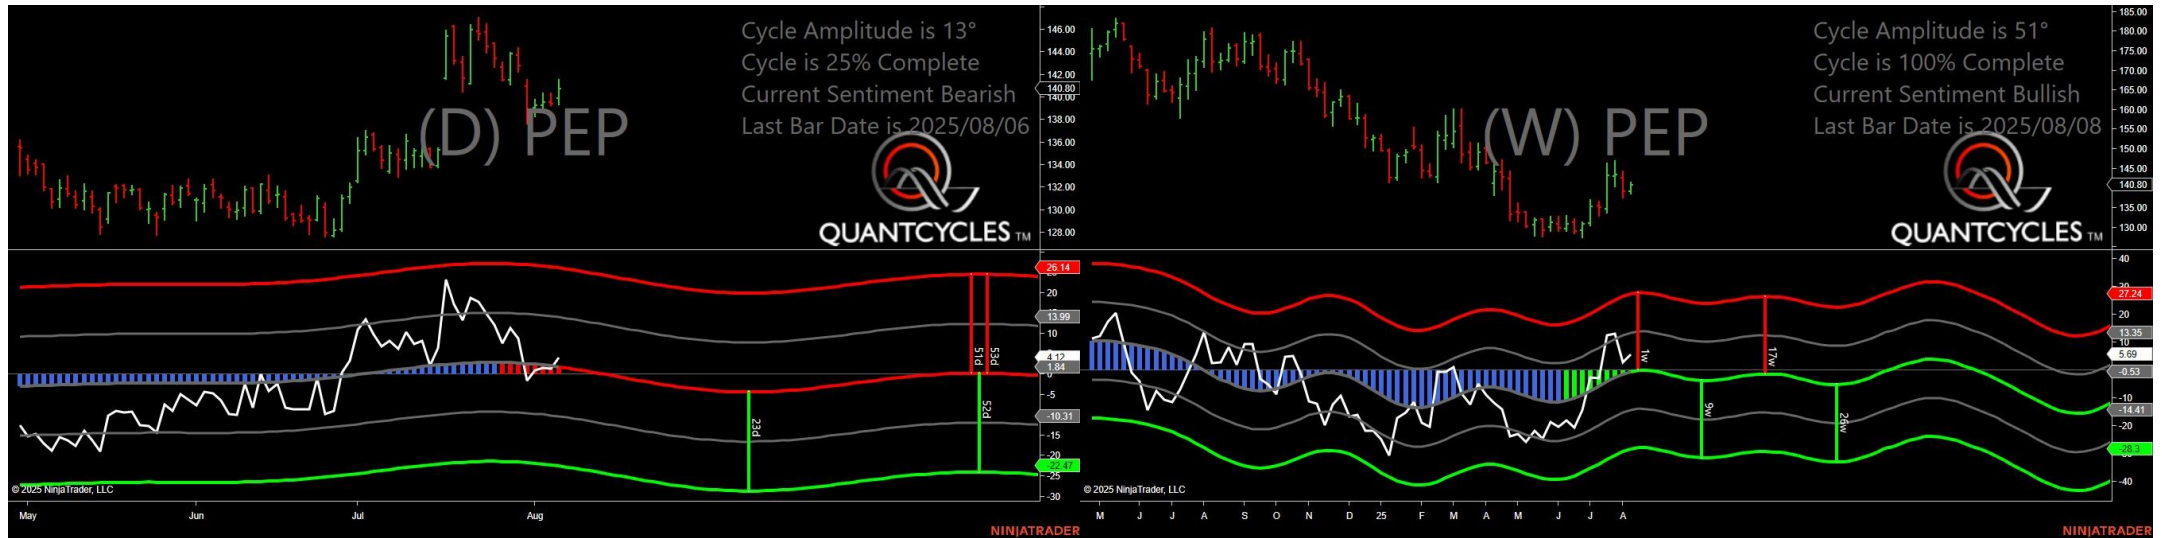 Cycle Amplitude is 13°
Cycle is 25% Complete
Current Sentiment Bearish
Last Bar Date is 2025/08/06
(D) PEP
QUANTCYCLES TM
146.00
144.00
142.00
140.80
140.00
136.00
134.00
132.00
130.00
128.00
26.14
20
13.99
10
4.12
1.84
-5
-10.31
-15
-20
-22.47
-25
-30
51d
53d
52d
23d
© 2025 NinjaTrader, LLC
May Jun Jul Aug
NINJATRADER
Cycle Amplitude is 51°
Cycle is 100% Complete
Current Sentiment Bullish
Last Bar Date is 2025/08/08
(W) PEP
QUANTCYCLES TM
185.00
180.00
175.00
170.00
165.00
160.00
155.00
150.00
145.00
140.80
135.00
130.00
40
27.24
20
13.35
5.69
-0.53
-10
-14.41
-20
-28.3
-40
1w
17w
9w
26w
© 2025 NinjaTrader, LLC
M J J A S O N D 25 F M A M J J A
NINJATRADER